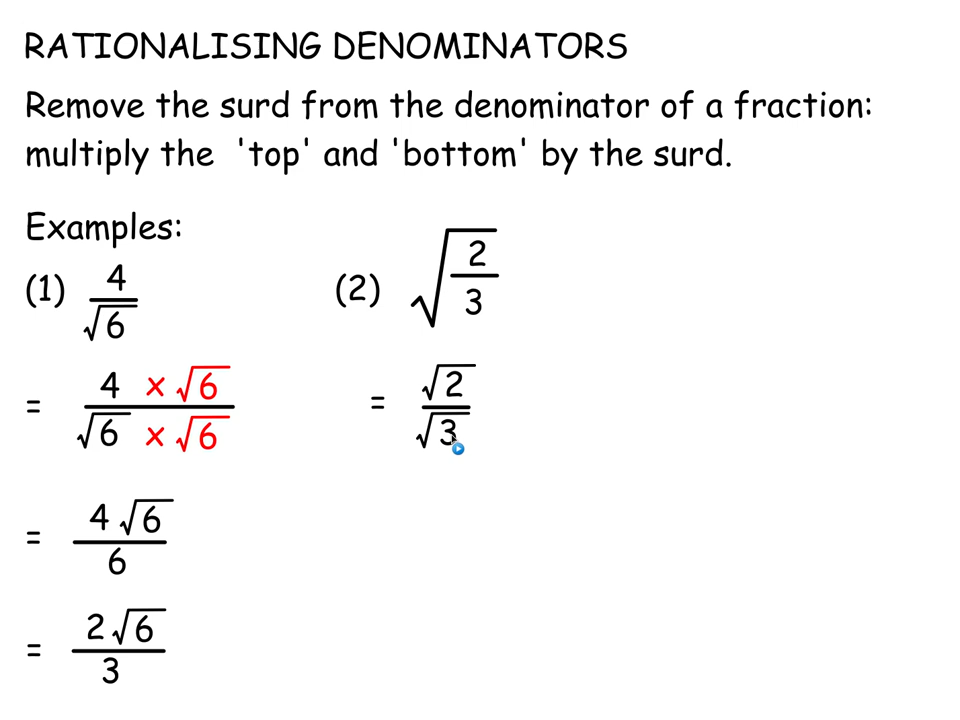 RATIONALISING DENOMINATORS
Remove the surd from the denominator of a fraction:
multiply the 'top' and 'bottom' by the surd.
Examples:
(1) 4
√6
= 4 x √6
√6 x √6
= 4√6
6
= 2√6
3
(2) √2
3
= √2
√3